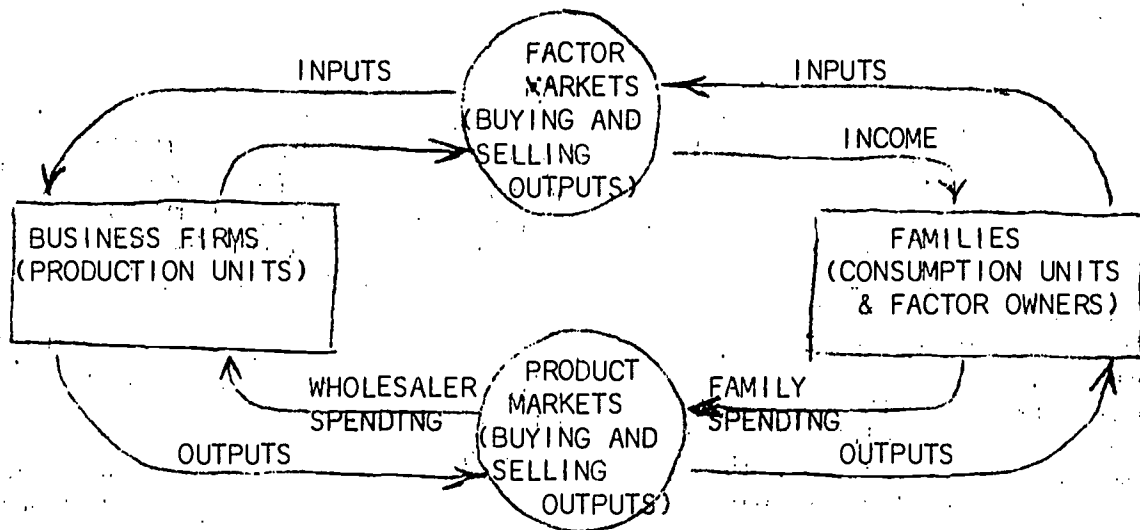 FACTOR
MARKETS
(BUYING AND
SELLING
OUTPUTS)
INPUTS
INPUTS
INCOME
BUSINESS FIRMS
(PRODUCTION UNITS)
FAMILIES
(CONSUMPTION UNITS
& FACTOR OWNERS)
WHOLESALER
SPENDING
PRODUCT
MARKETS
(BUYING AND
SELLING
OUTPUTS)
FAMILY
SPENDING
OUTPUTS
OUTPUTS